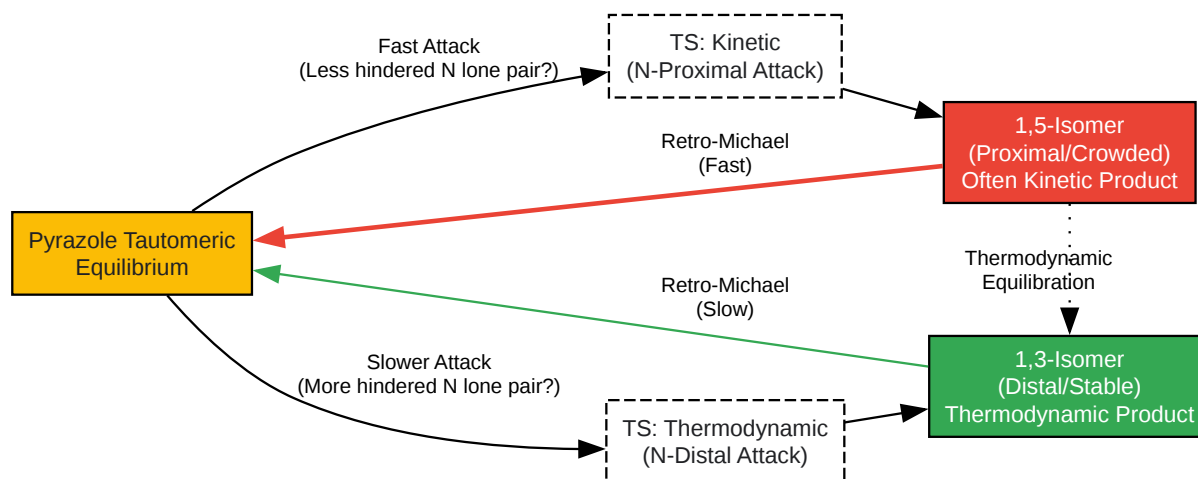 Fast Attack
(Less hindered N lone pair?)
TS: Kinetic
(N-Proximal Attack)
1,5-Isomer
(Proximal/Crowded)
Often Kinetic Product
Retro-Michael
(Fast)
Pyrazole Tautomeric
Equilibrium
Thermodynamic
Equilibration
Retro-Michael
(Slow)
Slower Attack
(More hindered N lone pair?)
1,3-Isomer
(Distal/Stable)
Thermodynamic Product
TS: Thermodynamic
(N-Distal Attack)